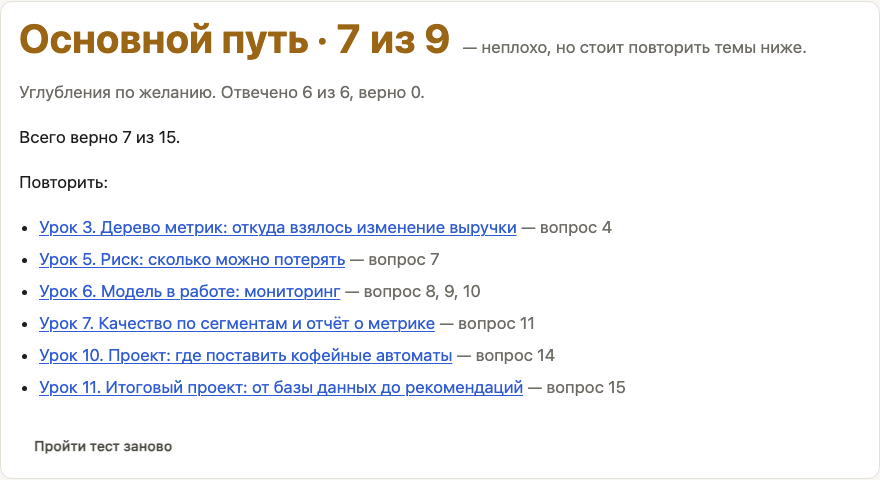 Основной путь · 7 из 9 — неплохо, но стоит повторить темы ниже.
Углубления по желанию. Отвечено 6 из 6, верно 0.
Всего верно 7 из 15.
Повторить:
• Урок 3. Дерево метрик: откуда взялось изменение выручки — вопрос 4
• Урок 5. Риск: сколько можно потерять — вопрос 7
• Урок 6. Модель в работе: мониторинг — вопрос 8, 9, 10
• Урок 7. Качество по сегментам и отчёт о метрике — вопрос 11
• Урок 10. Проект: где поставить кофейные автоматы — вопрос 14
• Урок 11. Итоговый проект: от базы данных до рекомендаций — вопрос 15
Пройти тест заново